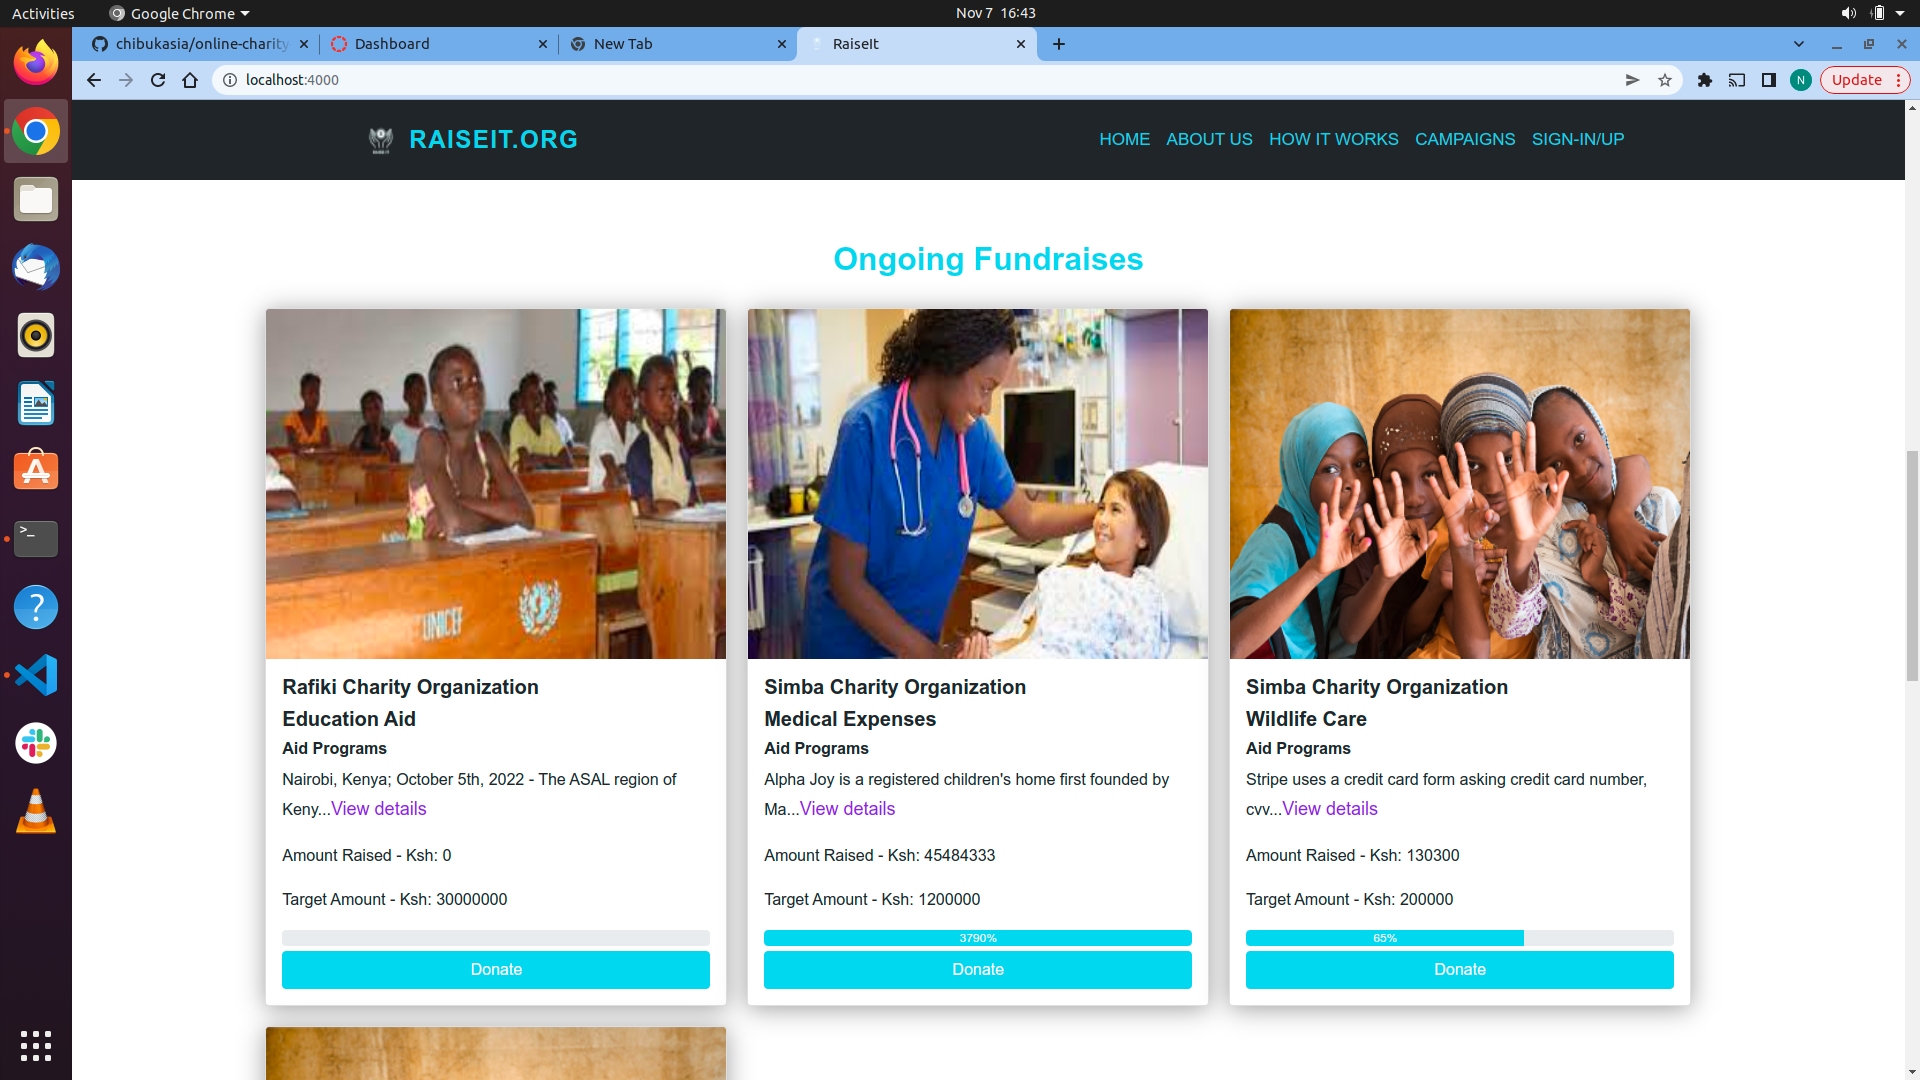 Activities
Google Chrome
Nov 7 16:43
chibukasia/online-charity
Dashboard
New Tab
RaiseIt
localhost:4000
N
Update
RAISEIT.ORG
HOME
ABOUT US
HOW IT WORKS
CAMPAIGNS
SIGN-IN/UP
Ongoing Fundraises
UNICEF
Rafiki Charity Organization
Education Aid
Aid Programs
Nairobi, Kenya; October 5th, 2022 - The ASAL region of
Keny...View details
Amount Raised - Ksh: 0
Target Amount - Ksh: 30000000
Donate
Simba Charity Organization
Medical Expenses
Aid Programs
Alpha Joy is a registered children's home first founded by
Ma...View details
Amount Raised - Ksh: 45484333
Target Amount - Ksh: 1200000
3790%
Donate
Simba Charity Organization
Wildlife Care
Aid Programs
Stripe uses a credit card form asking credit card number,
cvv...View details
Amount Raised - Ksh: 130300
Target Amount - Ksh: 200000
65%
Donate